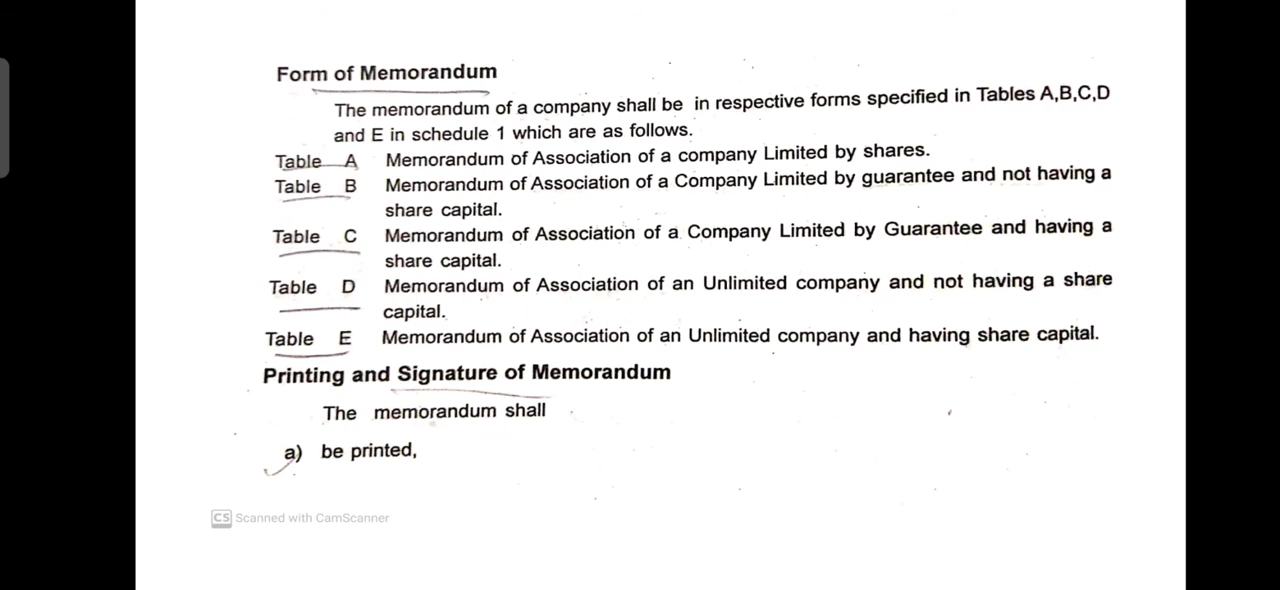 Form of Memorandum
The memorandum of a company shall be in respective forms specified in Tables A,B,C,D
and E in schedule 1 which are as follows.
Table A Memorandum of Association of a company Limited by shares.
Table B Memorandum of Association of a Company Limited by guarantee and not having a
share capital.
Table C Memorandum of Association of a Company Limited by Guarantee and having a
share capital.
Table D Memorandum of Association of an Unlimited company and not having a share
capital.
Table E Memorandum of Association of an Unlimited company and having share capital.
Printing and Signature of Memorandum
The memorandum shall
a) be printed,
CS Scanned with CamScanner